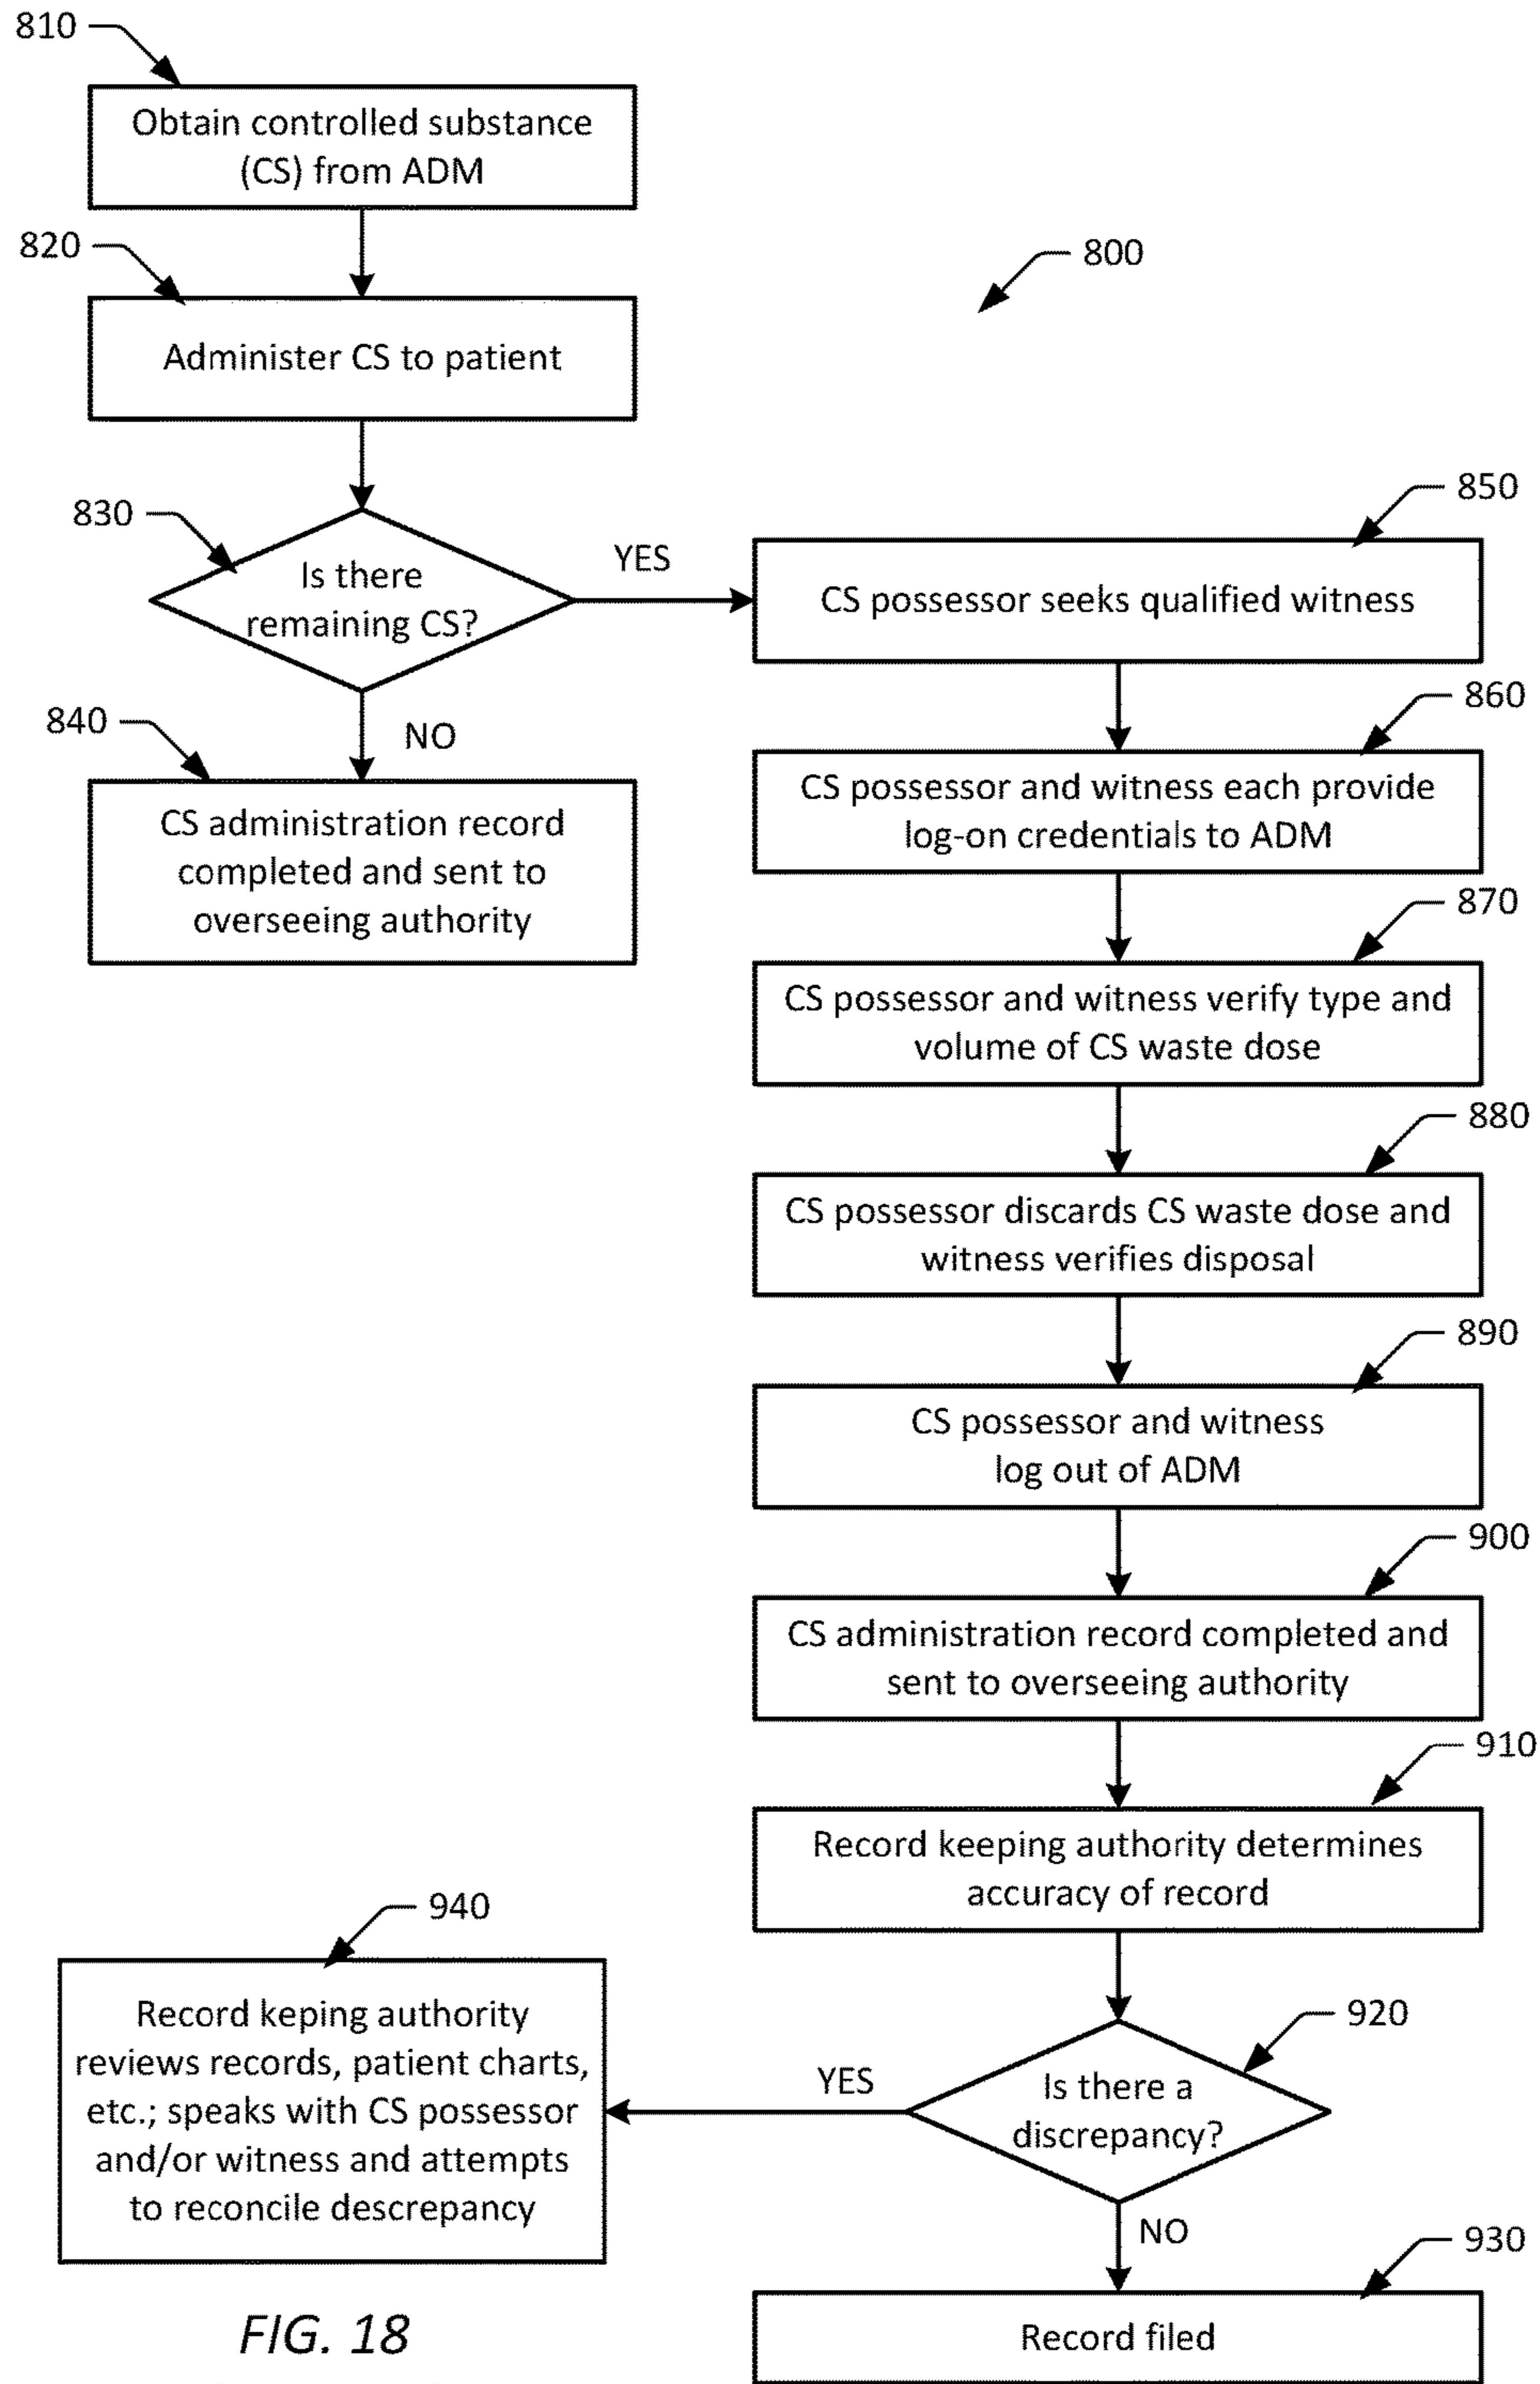 810
Obtain controlled substance
(CS) from ADM
820
Administer CS to patient
800
830
Is there
remaining CS?
YES
NO
840
CS administration record
completed and sent to
overseeing authority
850
CS possessor seeks qualified witness
860
CS possessor and witness each provide
log-on credentials to ADM
870
CS possessor and witness verify type and
volume of CS waste dose
880
CS possessor discards CS waste dose and
witness verifies disposal
890
CS possessor and witness
log out of ADM
900
CS administration record completed and
sent to overseeing authority
910
Record keeping authority determines
accuracy of record
920
Is there a
discrepancy?
YES
NO
940
Record keping authority
reviews records, patient charts,
etc.; speaks with CS possessor
and/or witness and attempts
to reconcile descrepancy
930
Record filed
FIG. 18